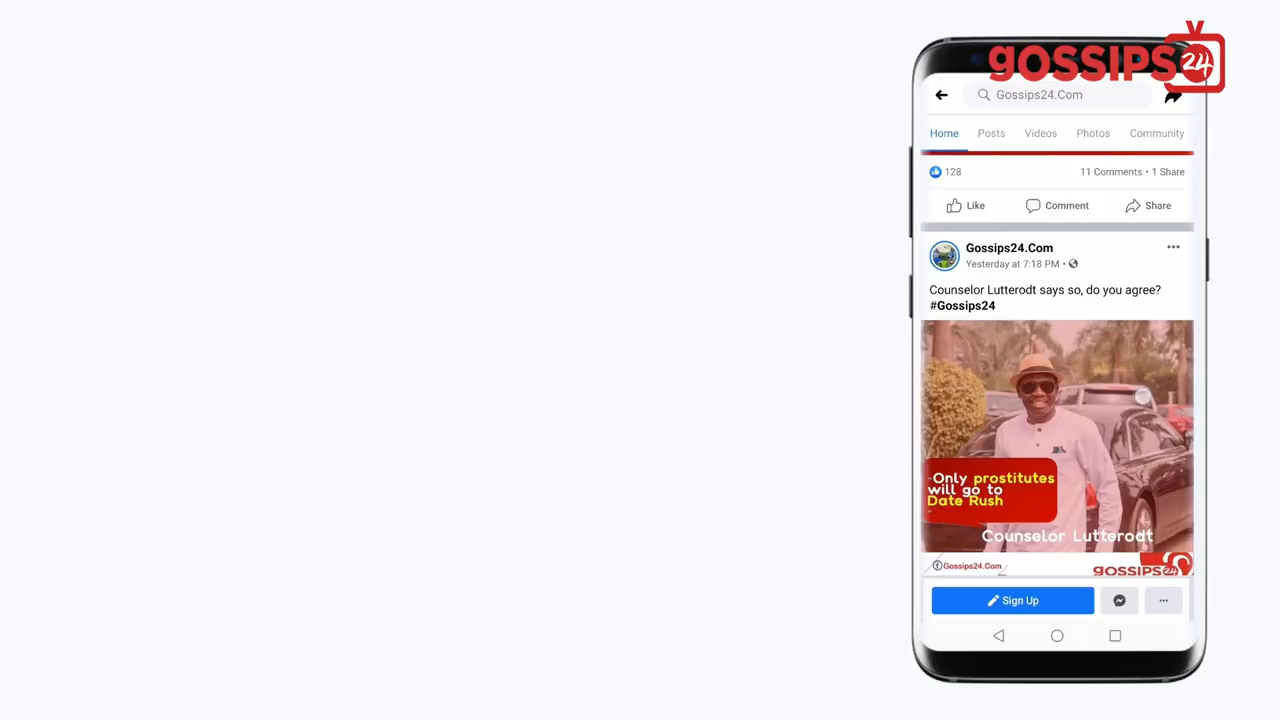 gOSSIPS 24
Gossips24.Com
Home Posts Videos Photos Community
128 11 Comments • 1 Share
Like Comment Share
Gossips24.Com
Yesterday at 7:18 PM •
Counselor Lutterodt says so, do you agree?
#Gossips24
Only prostitutes
will go to
Date Rush
Counselor Lutterodt
Gossips24.Com
gOSSIPS24
Sign Up